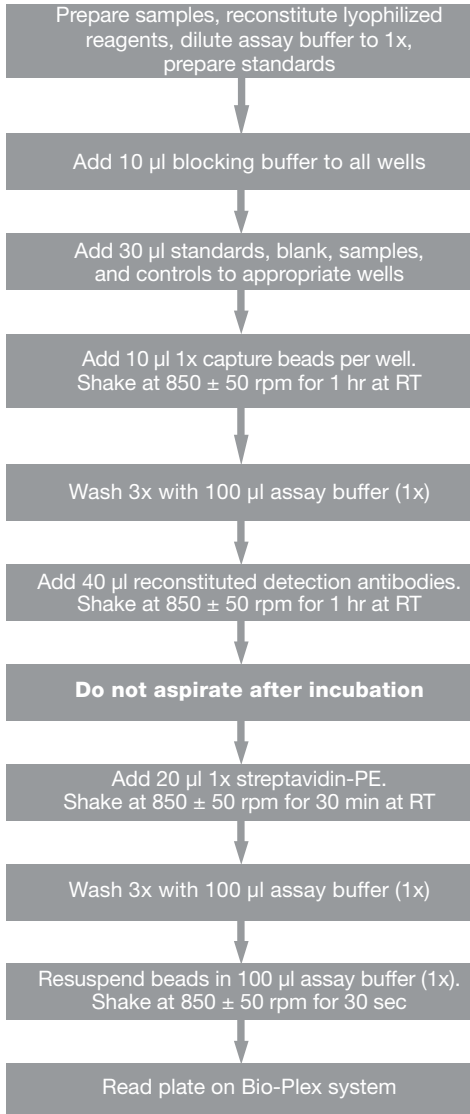 Prepare samples, reconstitute lyophilized
reagents, dilute assay buffer to 1x,
prepare standards
Add 10 µl blocking buffer to all wells
Add 30 µl standards, blank, samples,
and controls to appropriate wells
Add 10 µl 1x capture beads per well.
Shake at 850 ± 50 rpm for 1 hr at RT
Wash 3x with 100 µl assay buffer (1x)
Add 40 µl reconstituted detection antibodies.
Shake at 850 ± 50 rpm for 1 hr at RT
Do not aspirate after incubation
Add 20 µl 1x streptavidin-PE.
Shake at 850 ± 50 rpm for 30 min at RT
Wash 3x with 100 µl assay buffer (1x)
Resuspend beads in 100 µl assay buffer (1x).
Shake at 850 ± 50 rpm for 30 sec
Read plate on Bio-Plex system